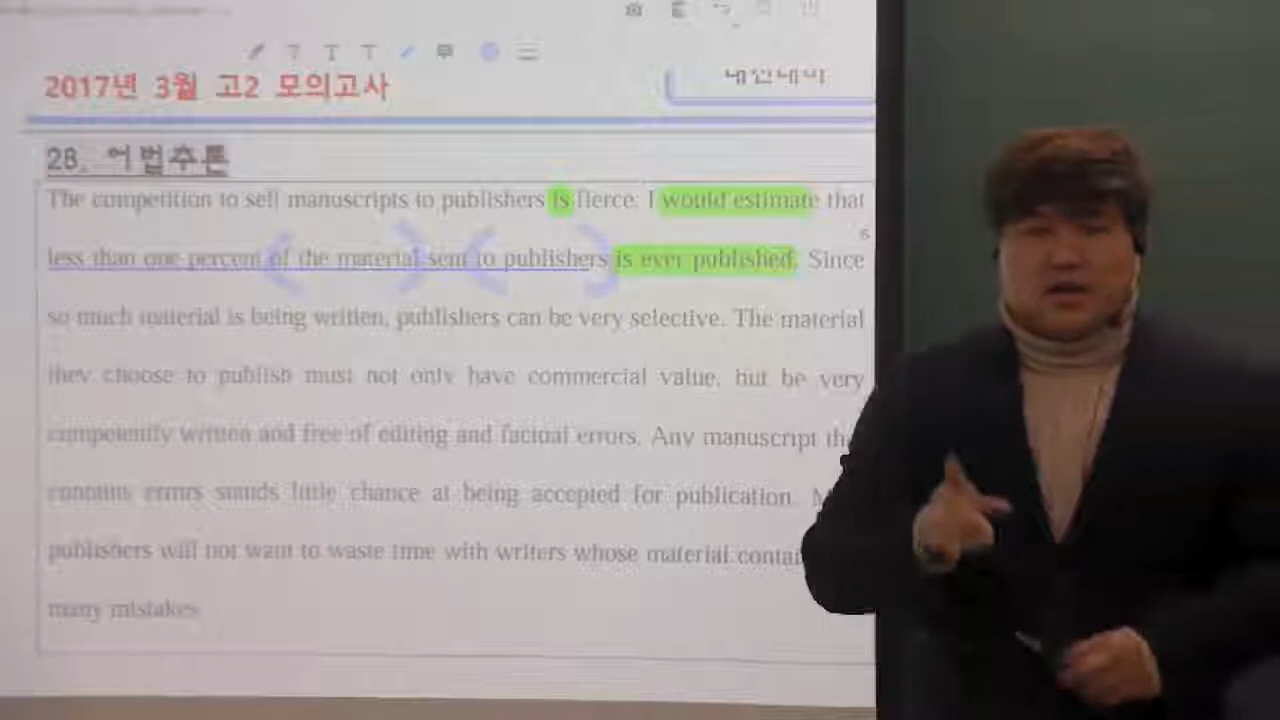 2017년 3월 고2 모의고사
28. 어법추론
The competition to sell manuscripts to publishers is fierce. I would estimate that
6
less than one percent of the material sent to publishers is ever published. Since
so much material is being written, publishers can be very selective. The material
they choose to publish must not only have commercial value, but be very
competently written and free of editing and factual errors. Any manuscript
contains errors stands little chance at being accepted for publication.
publishers will not want to waste time with writers whose material
many mistakes